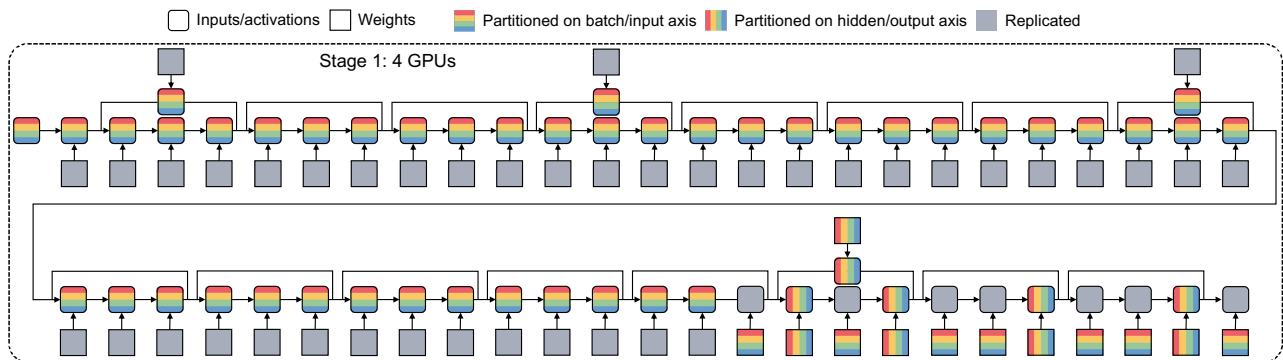 Inputs/activations Weights Partitioned on batch/input axis Partitioned on hidden/output axis Replicated
Stage 1: 4 GPUs